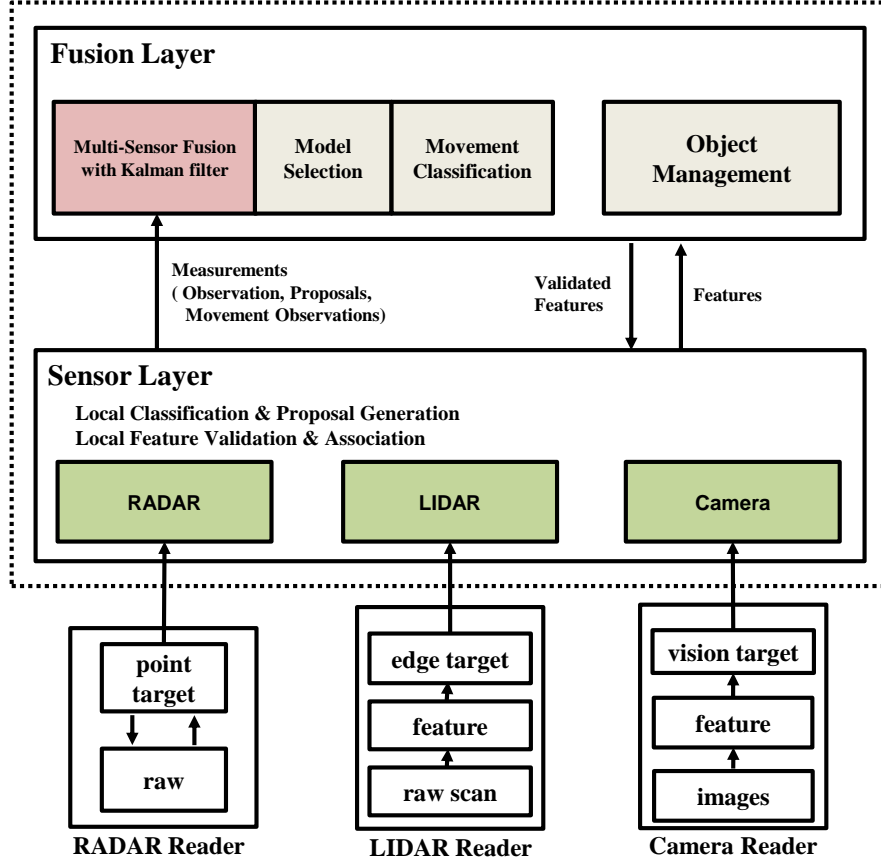 Fusion Layer
Multi-Sensor Fusion
with Kalman filter
Model
Selection
Movement
Classification
Object
Management
Measurements
( Observation, Proposals,
Movement Observations)
Validated
Features
Features
Sensor Layer
Local Classification & Proposal Generation
Local Feature Validation & Association
RADAR
LIDAR
Camera
point
target
raw
RADAR Reader
edge target
feature
raw scan
LIDAR Reader
vision target
feature
images
Camera Reader